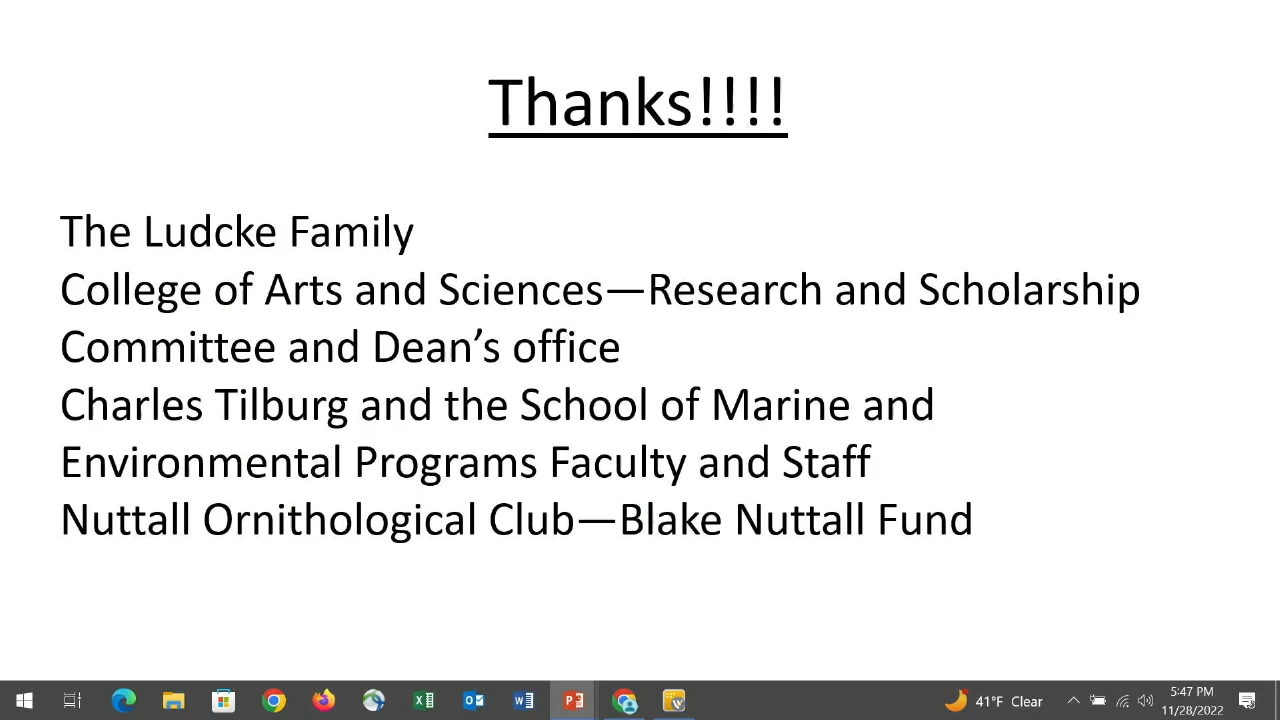 Thanks!!!!
The Ludcke Family
College of Arts and Sciences—Research and Scholarship
Committee and Dean’s office
Charles Tilburg and the School of Marine and
Environmental Programs Faculty and Staff
Nuttall Ornithological Club—Blake Nuttall Fund
41°F Clear
5:47 PM
11/28/2022